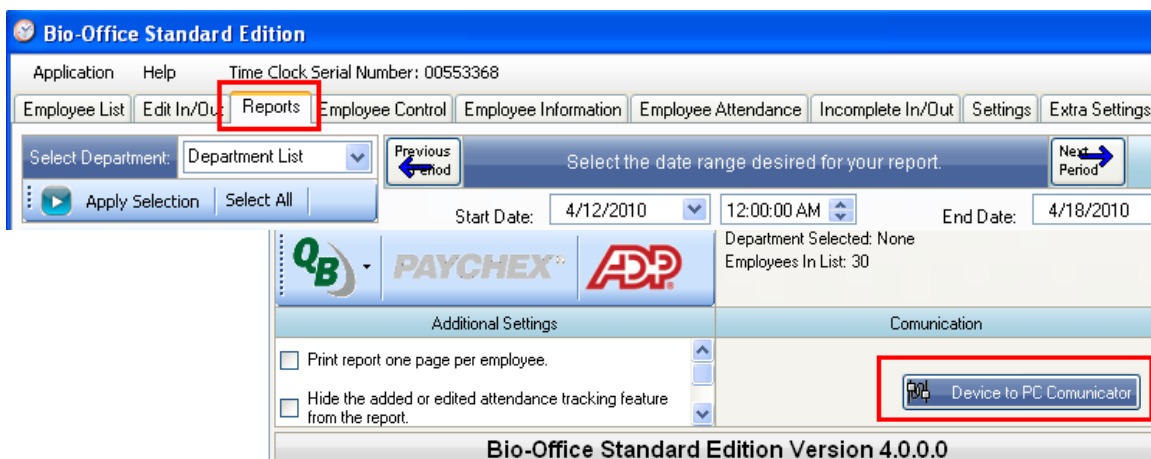 Bio-Office Standard Edition
Application Help Time Clock Serial Number: 00553368
Employee List Edit In/Out Reports Employee Control Employee Information Employee Attendance Incomplete In/Out Settings Extra Settings
Select Department: Department List Previous Period Select the date range desired for your report. Next Period
Apply Selection Select All Start Date: 4/12/2010 12:00:00 AM End Date: 4/18/2010
QB PAYCHEX® ADP
Department Selected: None
Employees In List: 30
Additional Settings Comunication
Print report one page per employee.
Hide the added or edited attendance tracking feature
from the report.
Device to PC Comunicator
Bio-Office Standard Edition Version 4.0.0.0